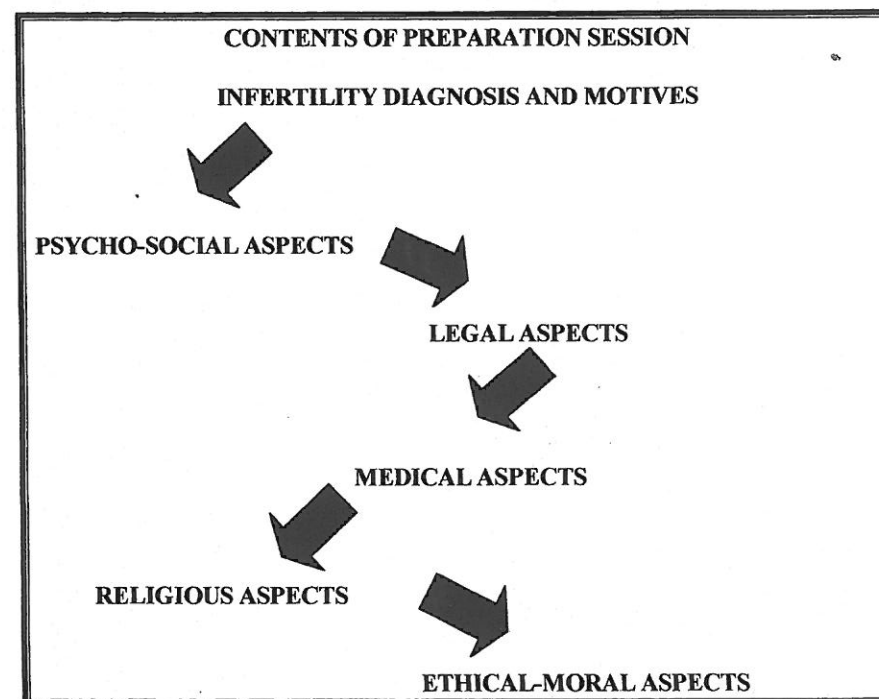 CONTENTS OF PREPARATION SESSION
INFERTILITY DIAGNOSIS AND MOTIVES
PSYCHO-SOCIAL ASPECTS
LEGAL ASPECTS
MEDICAL ASPECTS
RELIGIOUS ASPECTS
ETHICAL-MORAL ASPECTS